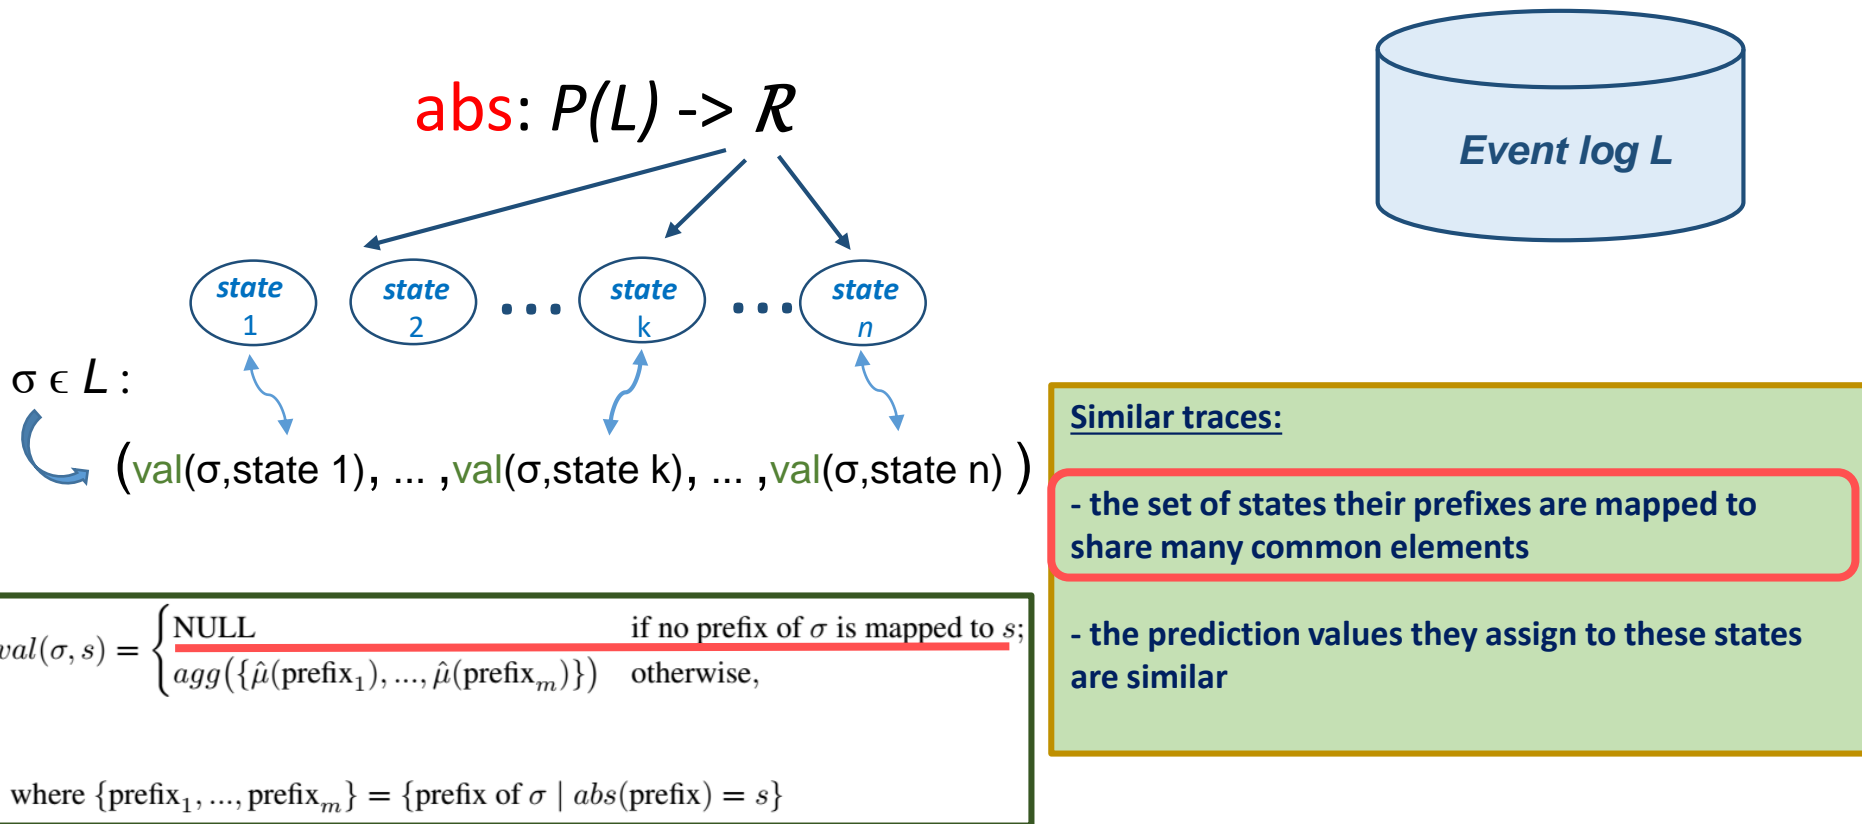 abs: P(L) -> R
Event log L
state
1
state
2
...
state
k
...
state
n
σ ϵ L :
(val(σ,state 1), ... ,val(σ,state k), ... ,val(σ,state n) )
Similar traces:
- the set of states their prefixes are mapped to
share many common elements
- the prediction values they assign to these states
are similar
val(σ, s) = { NULL if no prefix of σ is mapped to s;
agg({μ̂(prefix₁), ..., μ̂(prefixₘ)}) otherwise,
where {prefix₁, ..., prefixₘ} = {prefix of σ | abs(prefix) = s}